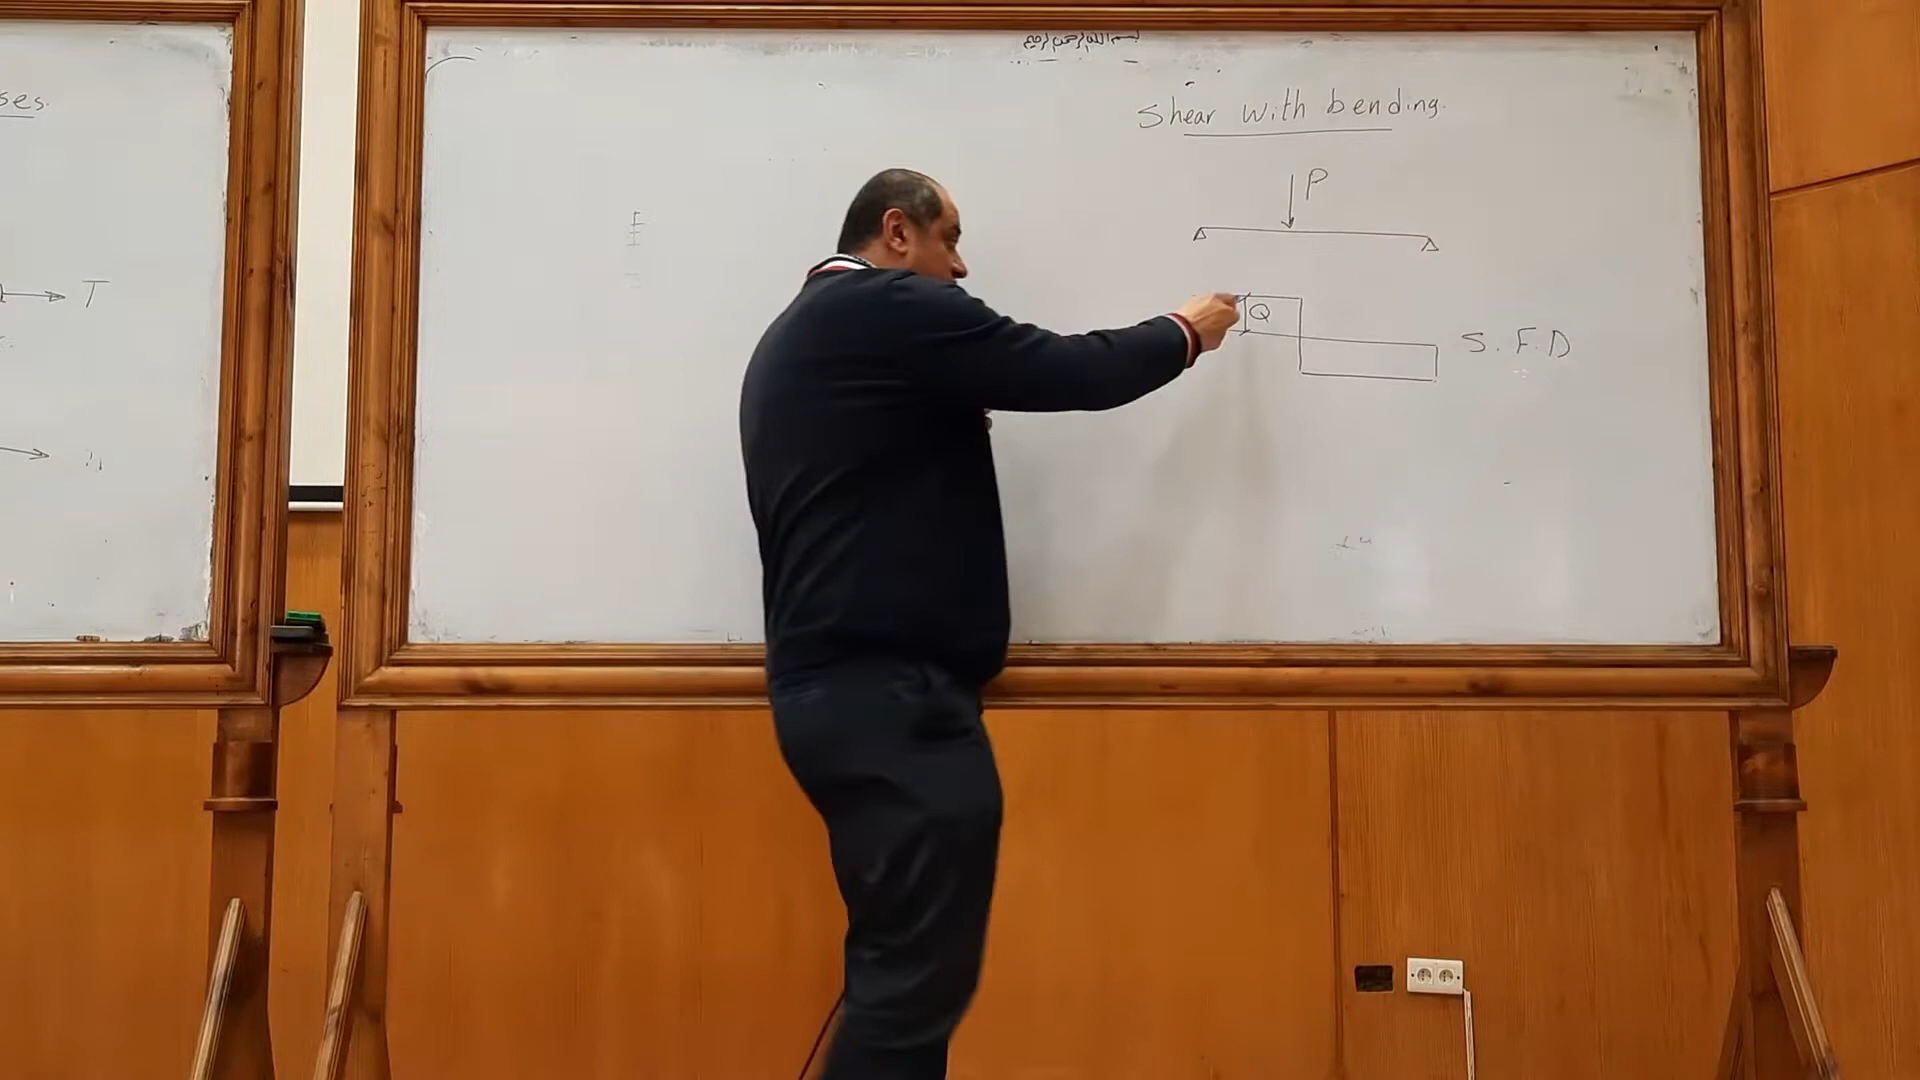 بسم الله الرحمن الرحيم
Shear with bending.
P
Q
S.F.D
ses.
T